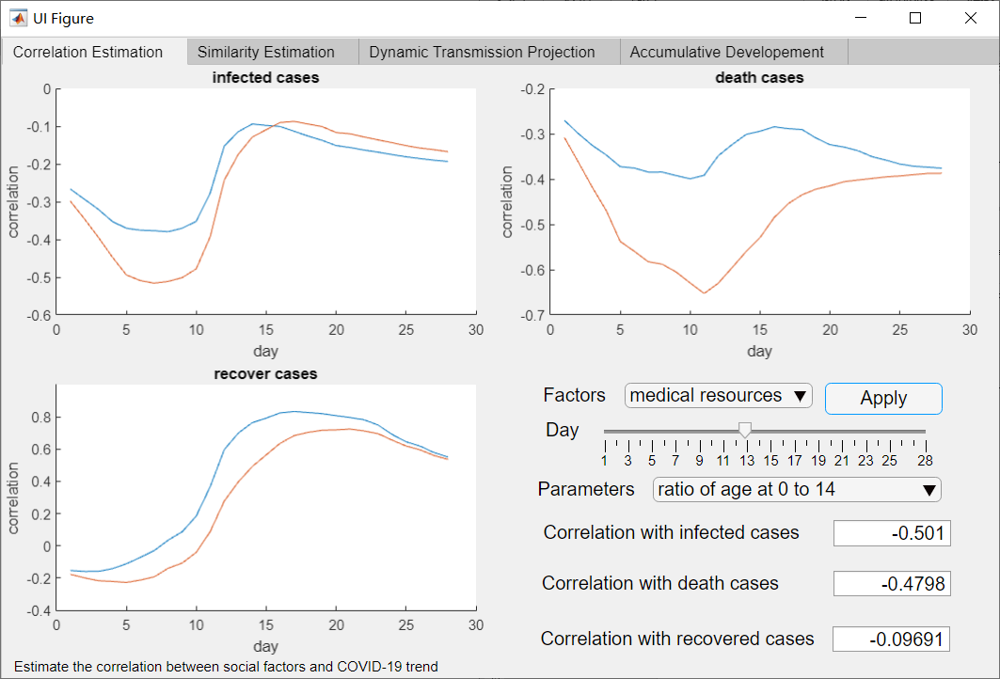 UI Figure
Correlation Estimation Similarity Estimation Dynamic Transmission Projection Accumulative Developement
infected cases
0
-0.1
-0.2
-0.3
-0.4
-0.5
-0.6
correlation
0 5 10 15 20 25 30
day
death cases
-0.2
-0.3
-0.4
-0.5
-0.6
-0.7
correlation
0 5 10 15 20 25 30
day
recover cases
0.8
0.6
0.4
0.2
0
-0.2
-0.4
correlation
0 5 10 15 20 25 30
day
Factors medical resources Apply
Day
1 3 5 7 9 11 13 15 17 19 21 23 25 28
Parameters ratio of age at 0 to 14
Correlation with infected cases -0.501
Correlation with death cases -0.4798
Correlation with recovered cases -0.09691
Estimate the correlation between social factors and COVID-19 trend